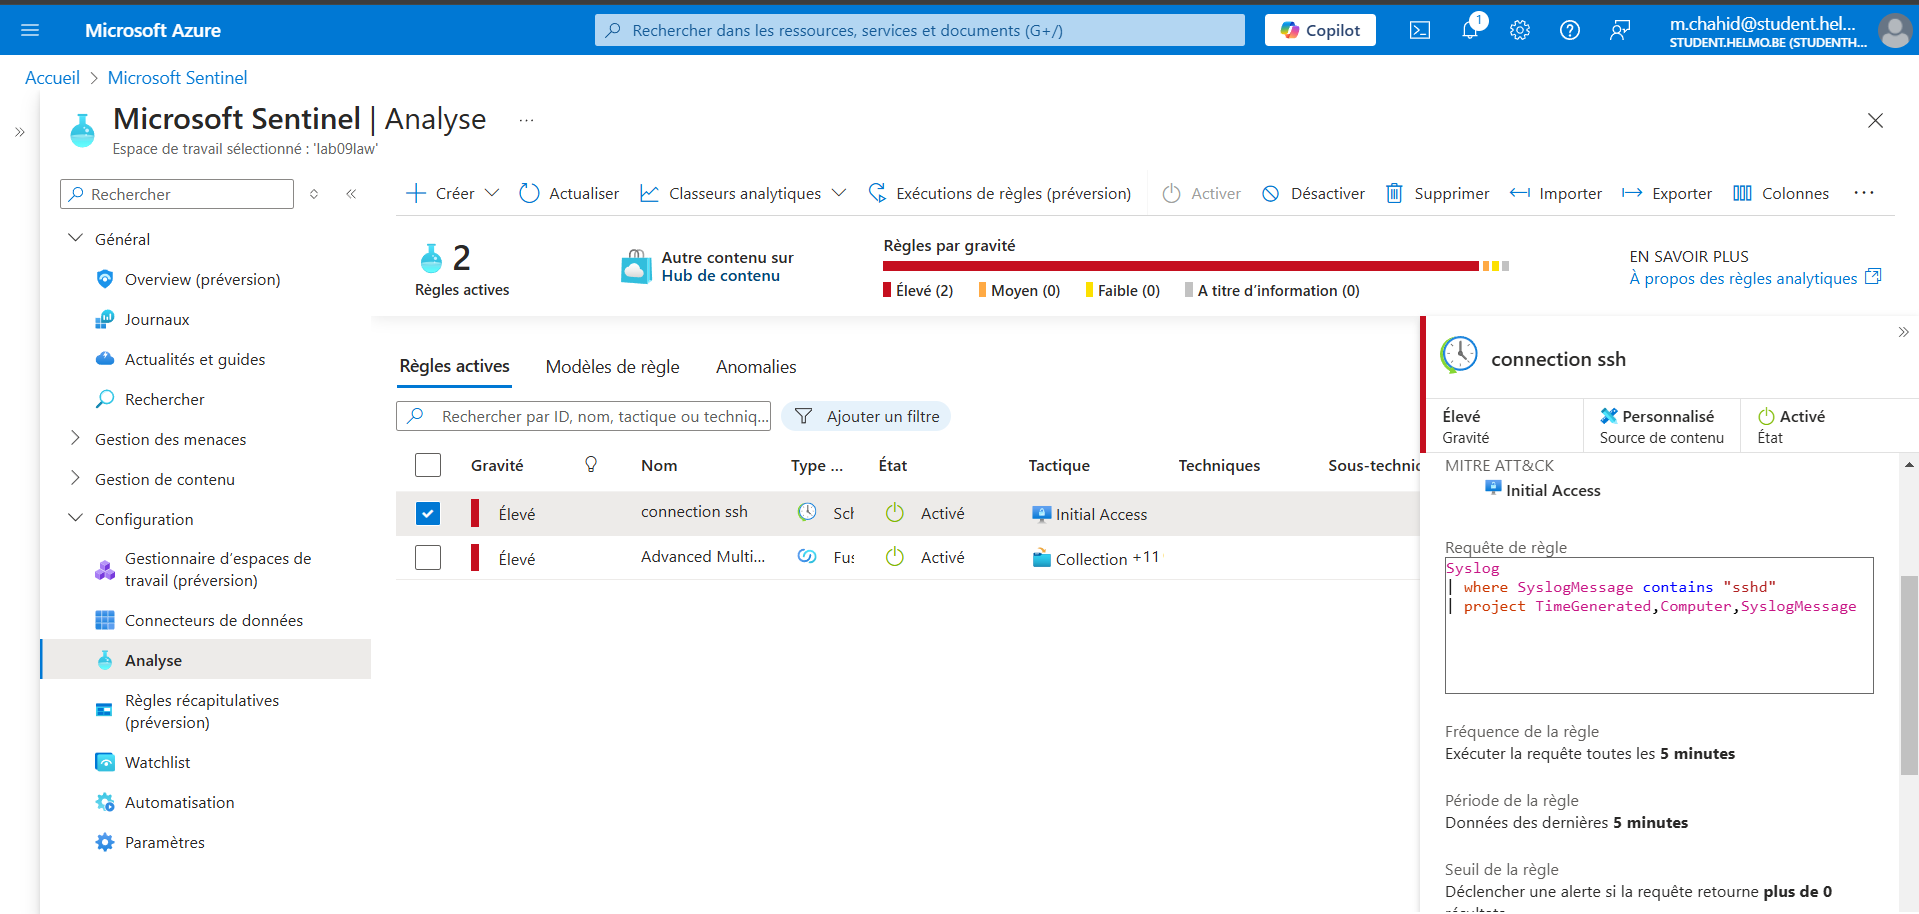 Microsoft Azure
Rechercher dans les ressources, services et documents (G+/)
Copilot
1
m.chahid@student.hel...
STUDENT.HELMO.BE (STUDENTH...
Accueil > Microsoft Sentinel
Microsoft Sentinel | Analyse ...
Espace de travail sélectionné : 'lab09law'
Rechercher
Général
Overview (préversion)
Journaux
Actualités et guides
Rechercher
Gestion des menaces
Gestion de contenu
Configuration
Gestionnaire d’espaces de
travail (préversion)
Connecteurs de données
Analyse
Règles récapitulatives
(préversion)
Watchlist
Automatisation
Paramètres
Créer Actualiser Classeurs analytiques Exécutions de règles (préversion) Activer Désactiver Supprimer Importer Exporter Colonnes ...
2
Règles actives
Autre contenu sur
Hub de contenu
Règles par gravité
Élevé (2) Moyen (0) Faible (0) A titre d’information (0)
EN SAVOIR PLUS
À propos des règles analytiques
Règles actives Modèles de règle Anomalies
Rechercher par ID, nom, tactique ou techniq...
Ajouter un filtre
Gravité Nom Type ... État Tactique Techniques Sous-technic
Élevé connection ssh Sch Activé Initial Access
Élevé Advanced Multi... Fus Activé Collection +11
connection ssh
Élevé
Gravité
Personnalisé
Source de contenu
Activé
État
MITRE ATT&CK
Initial Access
Requête de règle
Syslog
| where SyslogMessage contains "sshd"
| project TimeGenerated,Computer,SyslogMessage
Fréquence de la règle
Exécuter la requête toutes les 5 minutes
Période de la règle
Données des dernières 5 minutes
Seuil de la règle
Déclencher une alerte si la requête retourne plus de 0
résultats